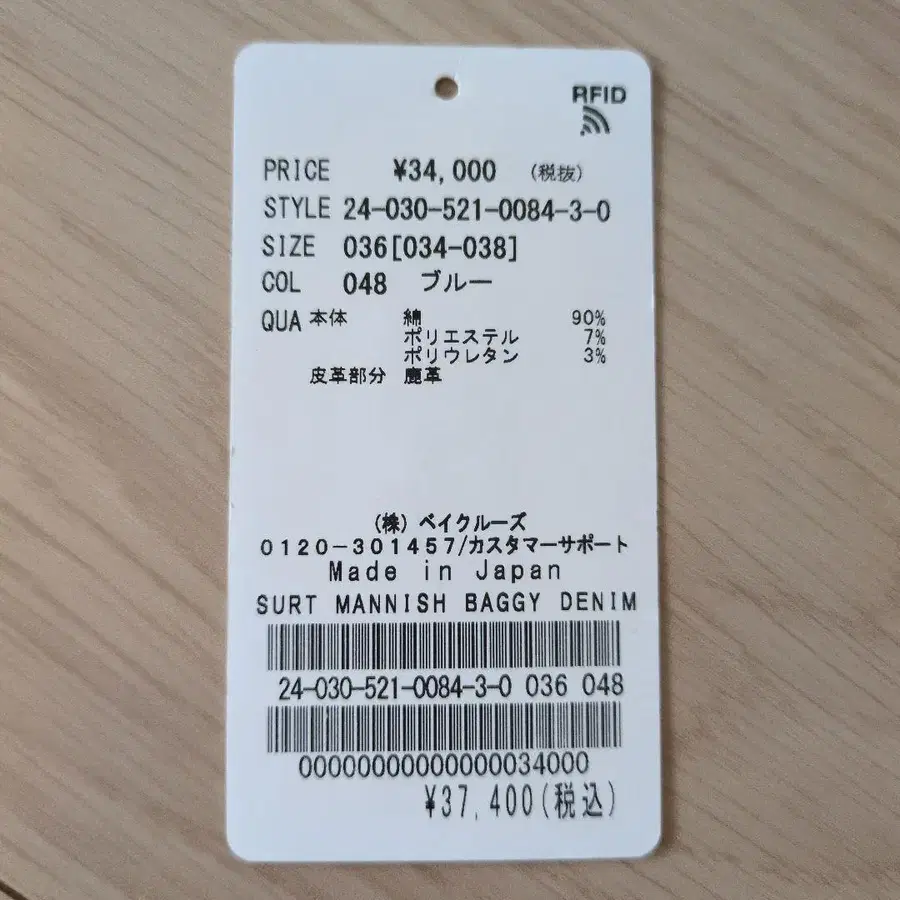 RFID
PRICE ¥34,000 (税抜)
STYLE 24-030-521-0084-3-0
SIZE 036[034-038]
COL 048 ブルー
QUA 本体 綿 90%
ポリエステル 7%
ポリウレタン 3%
皮革部分 鹿革
(株)ベイクルーズ
0120-301457/カスタマーサポート
Made in Japan
SURT MANNISH BAGGY DENIM
24-030-521-0084-3-0 036 048
00000000000000034000
¥37,400(税込)